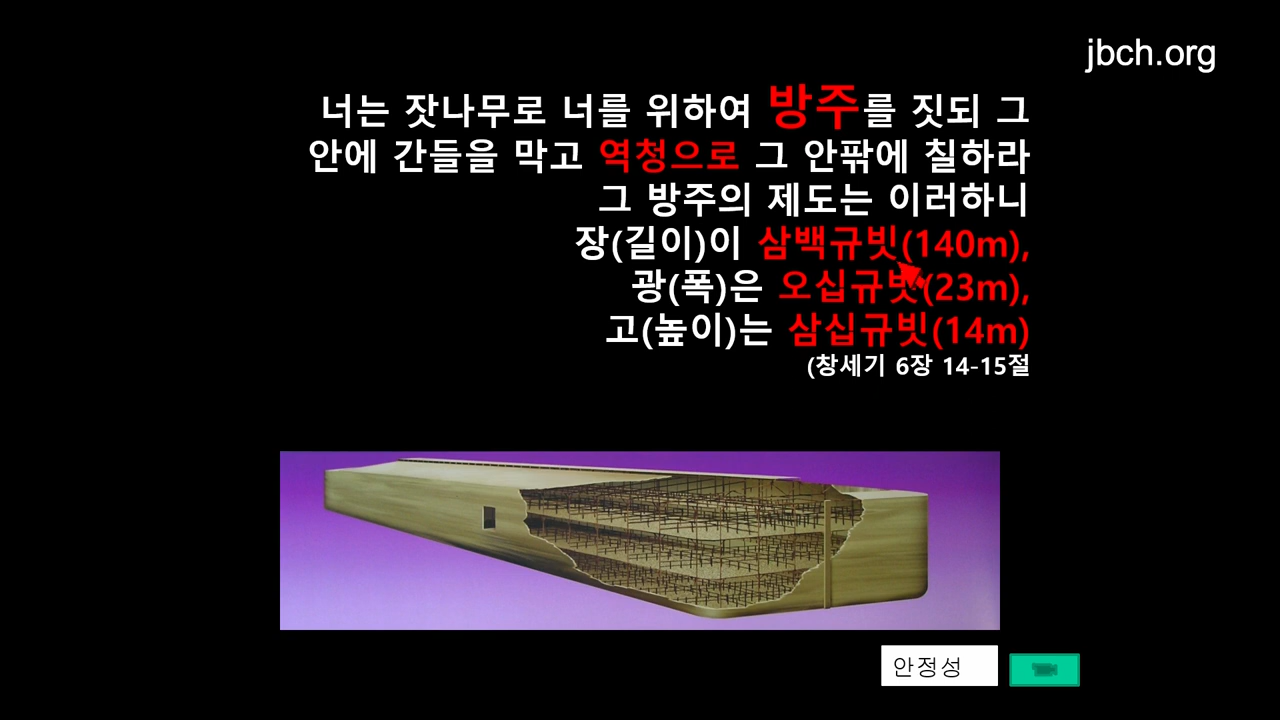 jbch.org
너는 잣나무로 너를 위하여 방주를 짓되 그
안에 간들을 막고 역청으로 그 안팎에 칠하라
그 방주의 제도는 이러하니
장(길이)이 삼백규빗(140m),
광(폭)은 오십규빗(23m),
고(높이)는 삼십규빗(14m)
(창세기 6장 14-15절
안정성